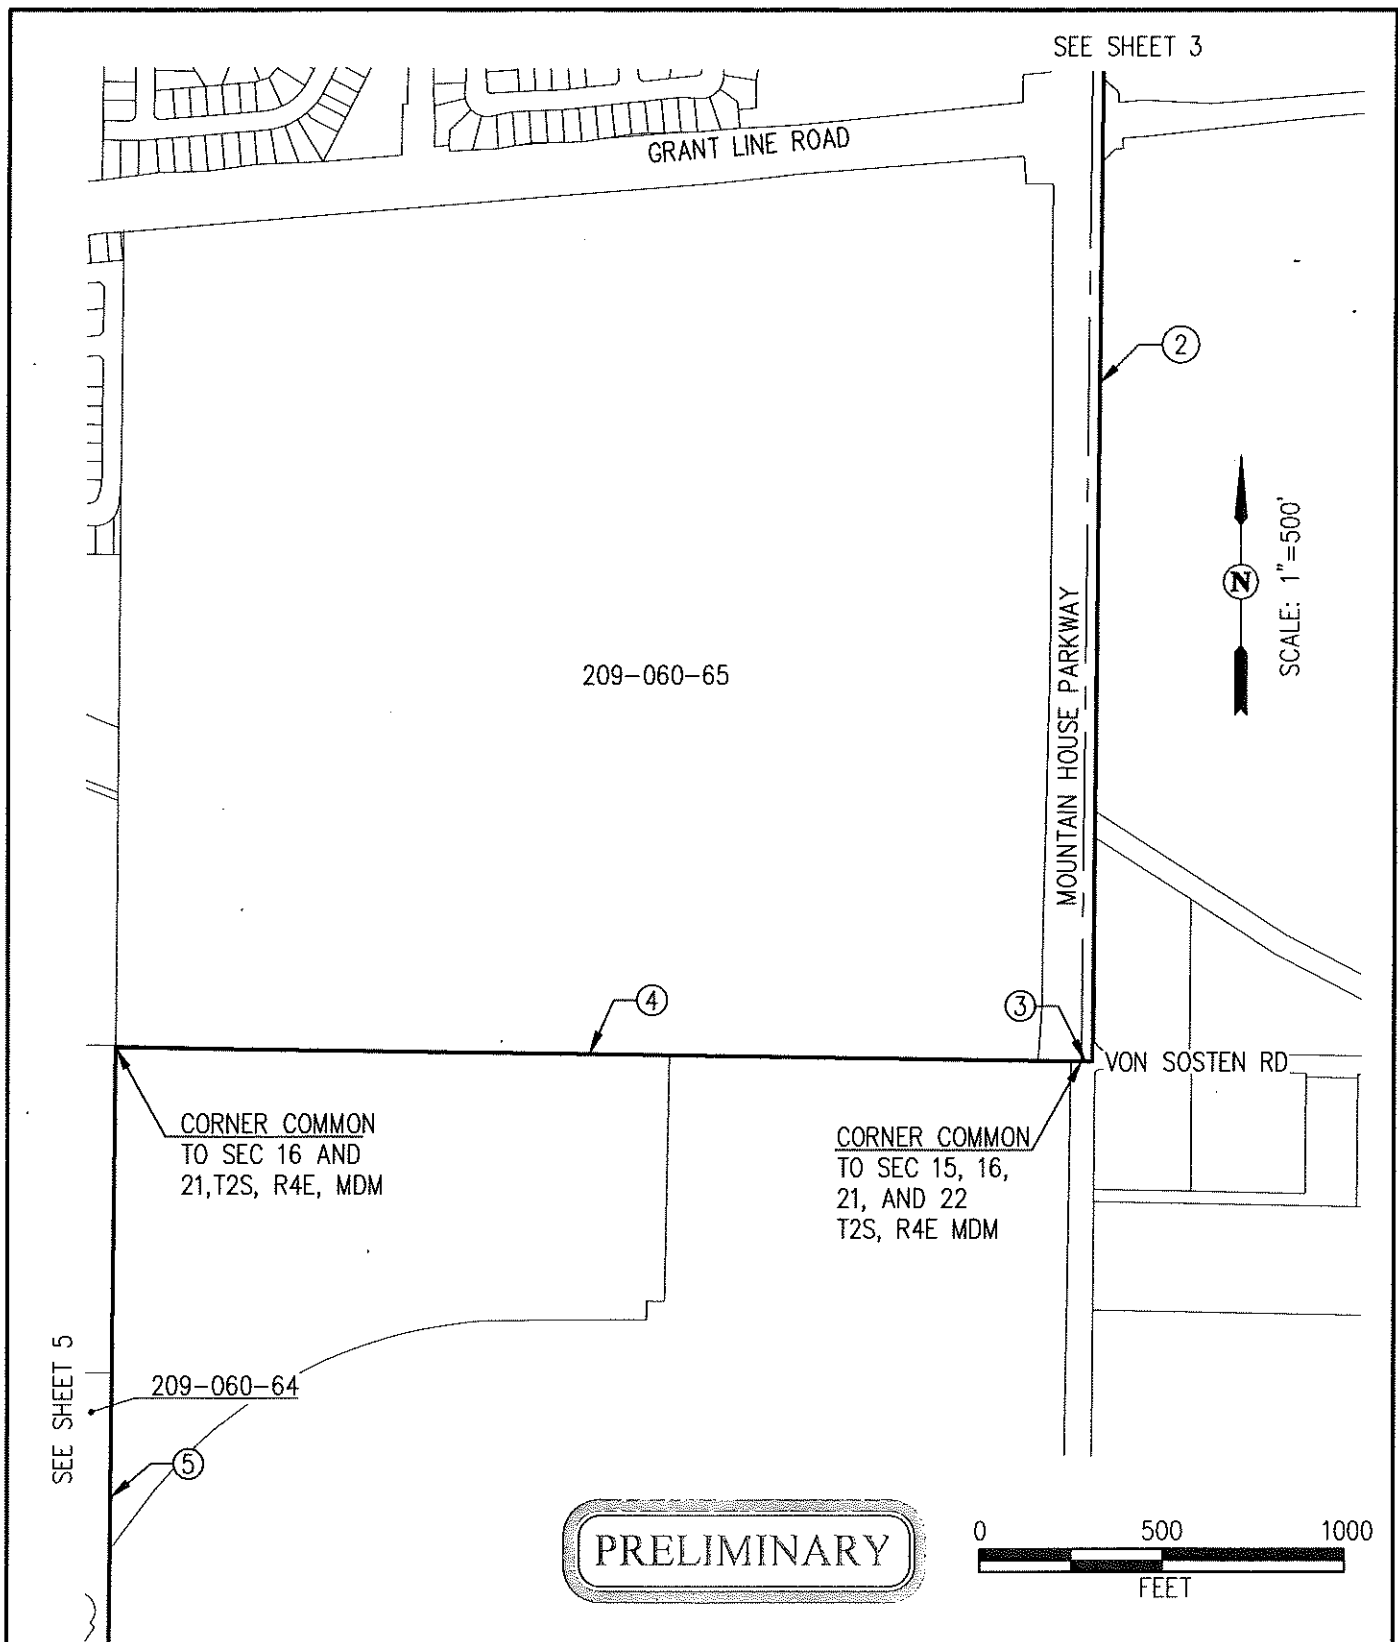 SEE SHEET 3
GRANT LINE ROAD
2
N
SCALE: 1"=500'
MOUNTAIN HOUSE PARKWAY
209-060-65
4
3
VON SOSTEN RD
CORNER COMMON
TO SEC 16 AND
21,T2S, R4E, MDM
CORNER COMMON
TO SEC 15, 16,
21, AND 22
T2S, R4E MDM
SEE SHEET 5
209-060-64
5
PRELIMINARY
0 500 1000
FEET